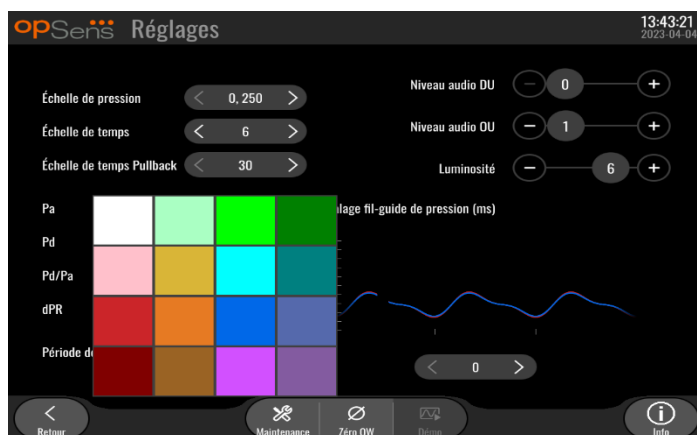 opSens Réglages
13:43:21
2023-04-04
Niveau audio DU 0
Échelle de pression 0, 250
Niveau audio OU 1
Échelle de temps 6
Échelle de temps Pullback 30
Luminosité 6
Pa
lage fil-guide de pression (ms)
Pd
Pd/Pa
dPR
Période d
0
Retour
Maintenance
Zéro OW
Démo
Info